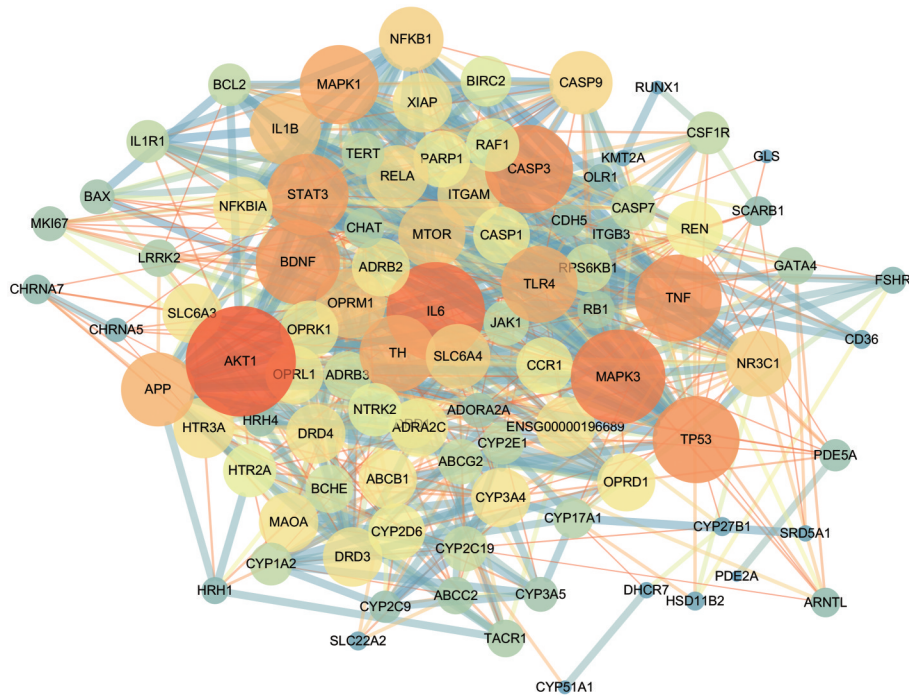 NFKB1
BCL2
MAPK1
BIRC2
CASP9
RUNX1
XIAP
IL1B
IL1R1
CSF1R
RAF1
TERT
PARP1
KMT2A
GLS
CASP3
RELA
OLR1
STAT3
ITGAM
BAX
NFKBIA
CASP7
SCARB1
MKI67
CDH5
CHAT
MTOR
CASP1
ITGB3
REN
LRRK2
BDNF
ADRB2
RPS6KB1
GATA4
FSHR
CHRNA7
TLR4
TNF
OPRM1
IL6
SLC6A3
RB1
CHRNA5
OPRK1
JAK1
CD36
TH
SLC6A4
AKT1
CCR1
NR3C1
OPRL1
ADRB3
MAPK3
APP
NTRK2
ADORA2A
HRH4
HTR3A
DRD4
ADRA2C
ENSG00000196689
CYP2E1
TP53
PDE5A
HTR2A
ABCG2
BCHE
ABCB1
CYP3A4
OPRD1
MAOA
CYP17A1
CYP27B1
CYP2D6
SRD5A1
CYP1A2
DRD3
CYP2C19
PDE2A
HRH1
DHCR7
CYP3A5
ABCC2
CYP2C9
HSD11B2
ARNTL
SLC22A2
TACR1
CYP51A1